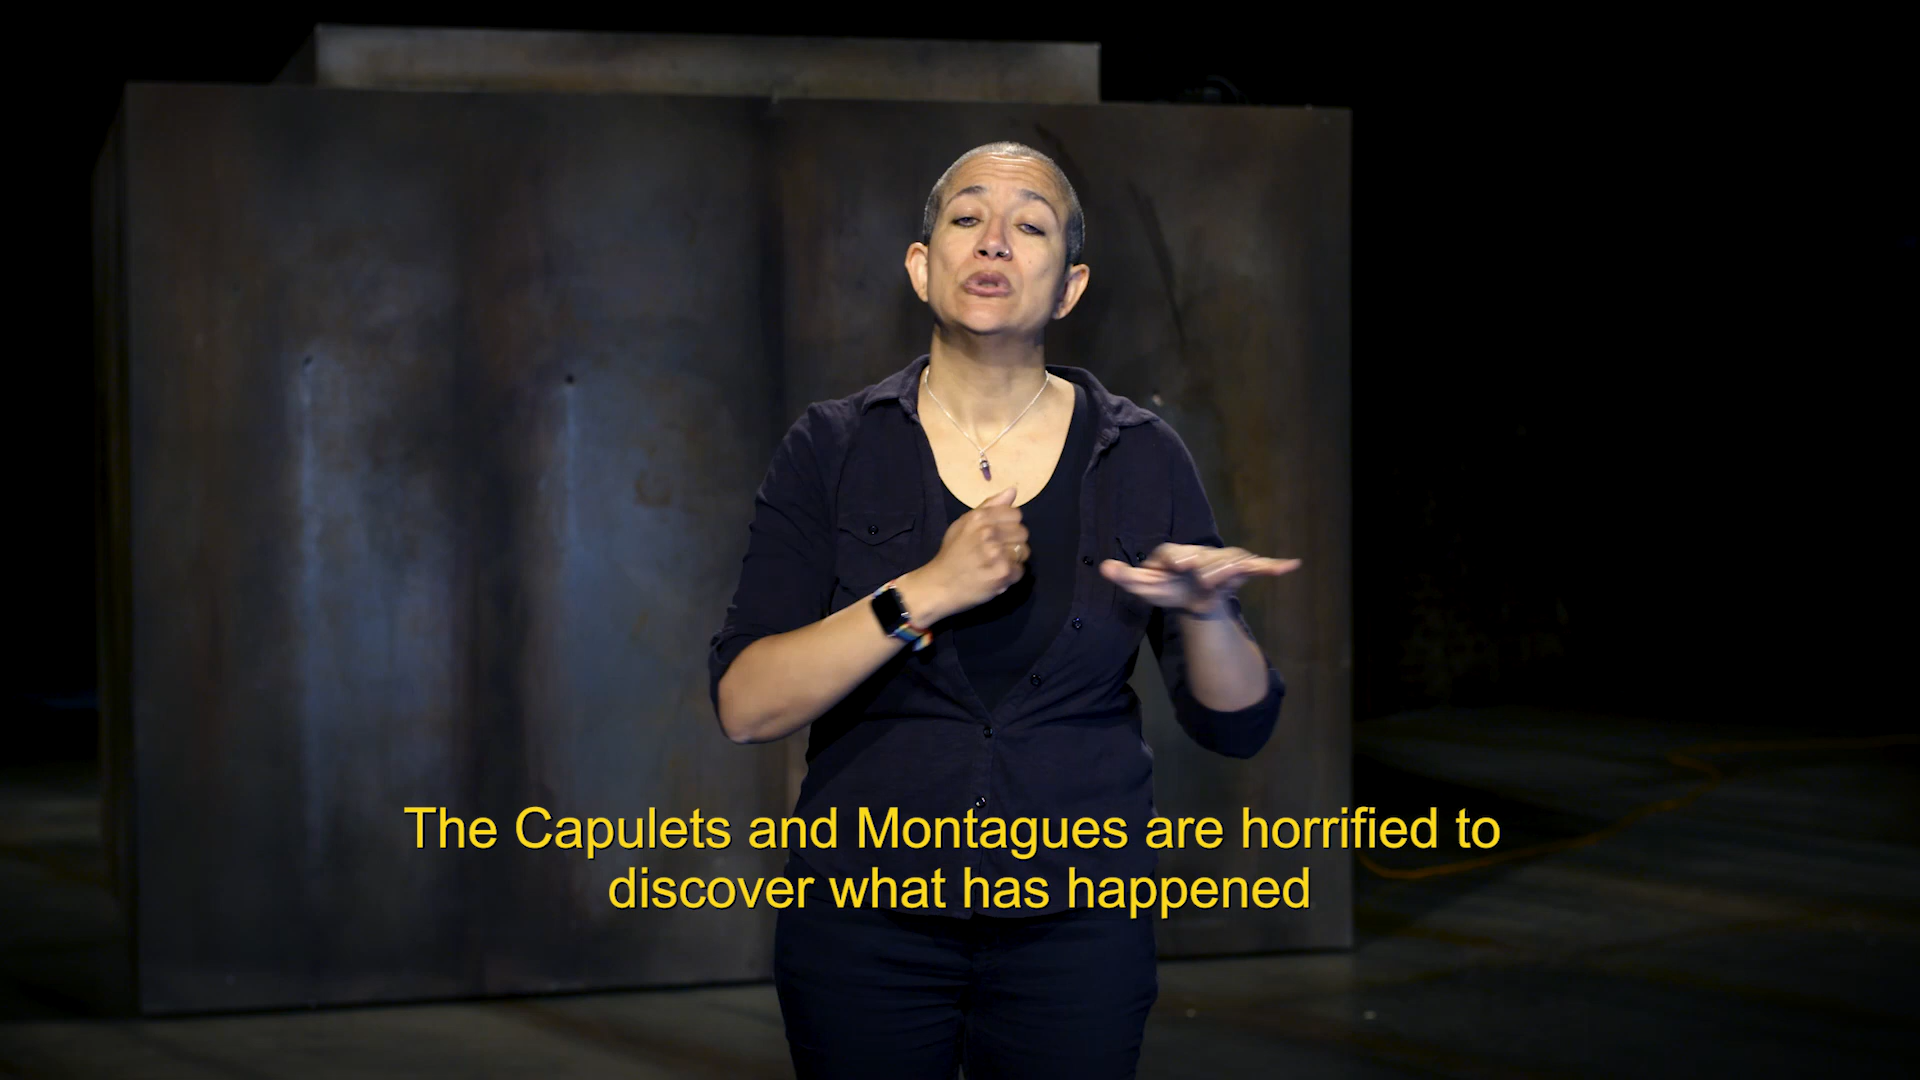 The Capulets and Montagues are horrified to
discover what has happened